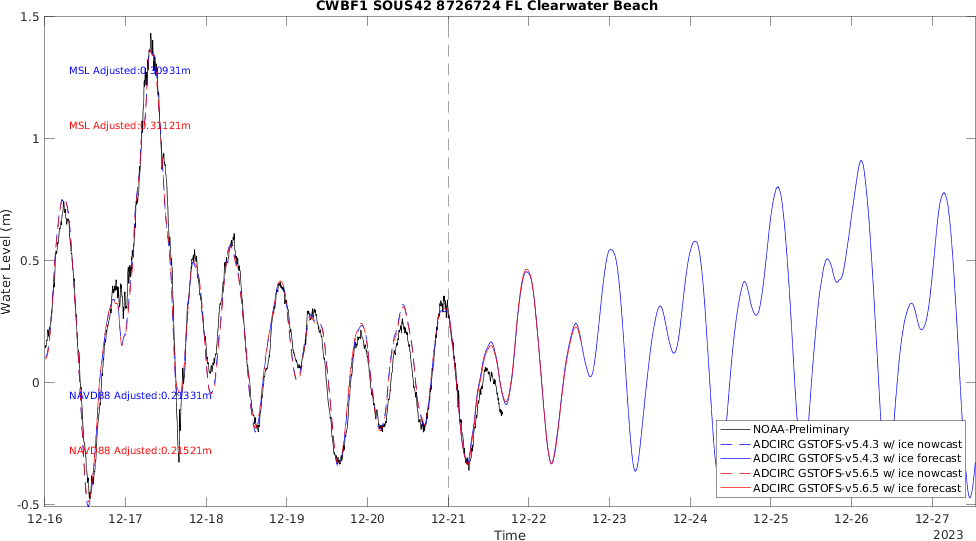 CWBF1 SOUS42 8726724 FL Clearwater Beach
1.5
MSL Adjusted:0.30931m
MSL Adjusted:0.31121m
1
0.5
0
NAVD88 Adjusted:0.21331m
NAVD88 Adjusted:0.21521m
-0.5
Water Level (m)
NOAA-Preliminary
ADCIRC GSTOFS-v5.4.3 w/ ice nowcast
ADCIRC GSTOFS-v5.4.3 w/ ice forecast
ADCIRC GSTOFS-v5.6.5 w/ ice nowcast
ADCIRC GSTOFS-v5.6.5 w/ ice forecast
12-16 12-17 12-18 12-19 12-20 12-21 12-22 12-23 12-24 12-25 12-26 12-27
Time
2023